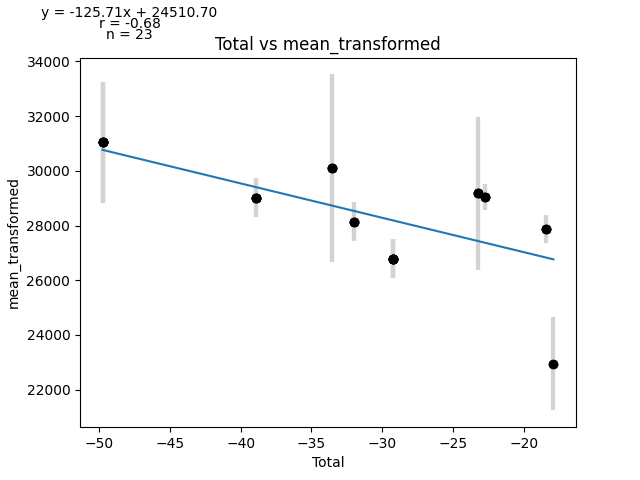 y = -125.71x + 24510.70
r = -0.68
n = 23
Total vs mean_transformed
34000
32000
30000
28000
26000
24000
22000
mean_transformed
−50
−45
−40
−35
−30
−25
−20
Total